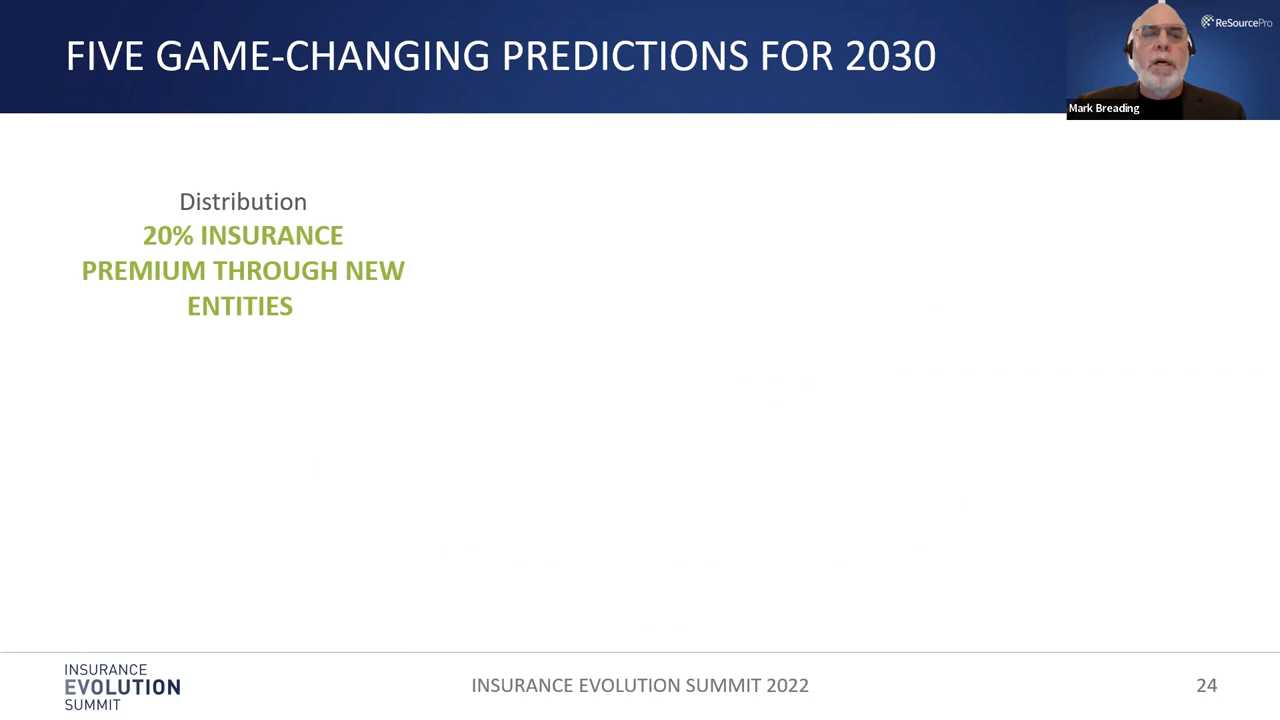 FIVE GAME-CHANGING PREDICTIONS FOR 2030
ReSourcePro
Mark Breading
Distribution
20% INSURANCE
PREMIUM THROUGH NEW
ENTITIES
INSURANCE
EVOLUTION
SUMMIT
INSURANCE EVOLUTION SUMMIT 2022
24